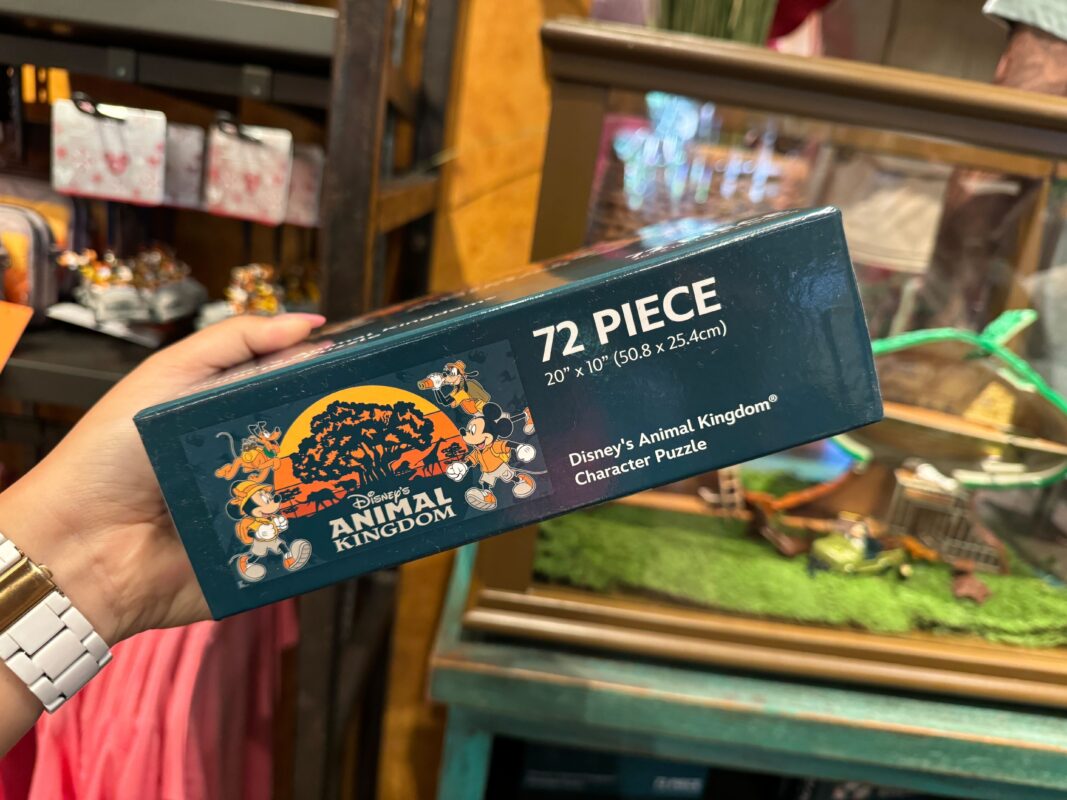 72 PIECE
20" x 10" (50.8 x 25.4cm)
Disney's Animal Kingdom®
Character Puzzle
Disney's
ANIMAL
KINGDOM